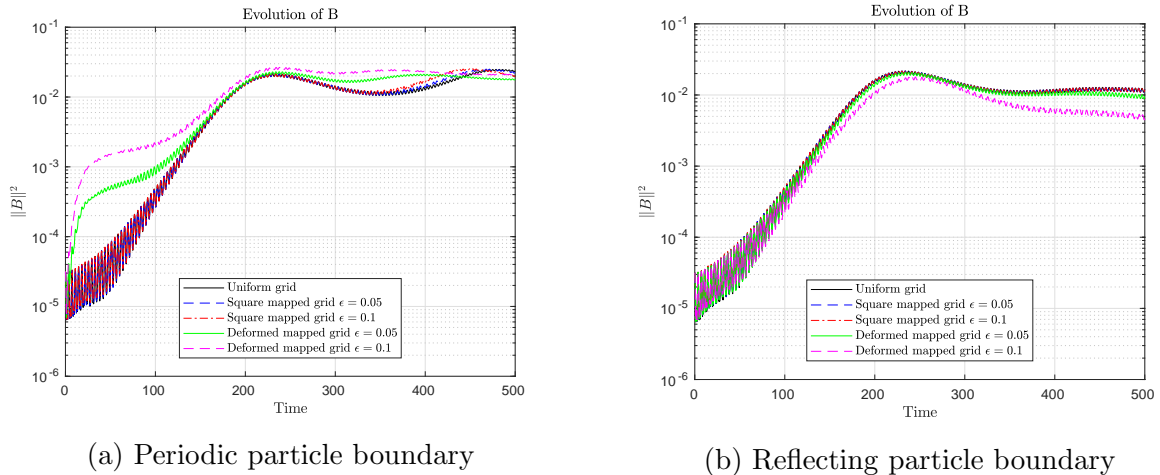 Evolution of B
10^-1
10^-2
10^-3
10^-4
10^-5
10^-6
‖B‖^2
Uniform grid
Square mapped grid ϵ = 0.05
Square mapped grid ϵ = 0.1
Deformed mapped grid ϵ = 0.05
Deformed mapped grid ϵ = 0.1
0 100 200 300 400 500
Time
(a) Periodic particle boundary
Evolution of B
10^-1
10^-2
10^-3
10^-4
10^-5
10^-6
‖B‖^2
Uniform grid
Square mapped grid ϵ = 0.05
Square mapped grid ϵ = 0.1
Deformed mapped grid ϵ = 0.05
Deformed mapped grid ϵ = 0.1
0 100 200 300 400 500
Time
(b) Reflecting particle boundary